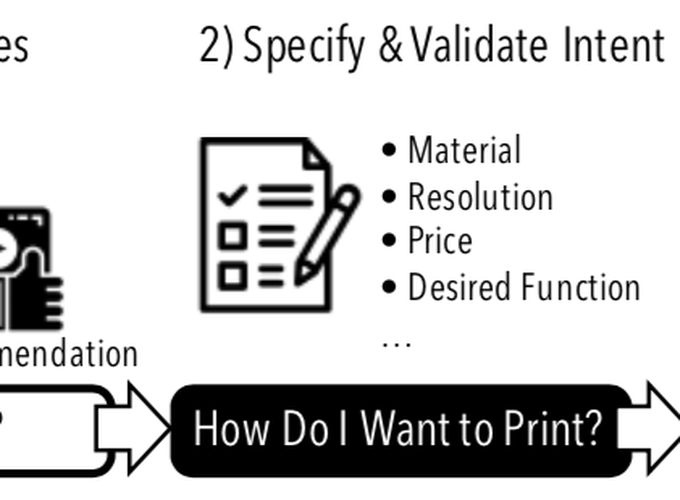 es
2) Specify & Validate Intent
• Material
• Resolution
• Price
• Desired Function
...
mendation
?
How Do I Want to Print?